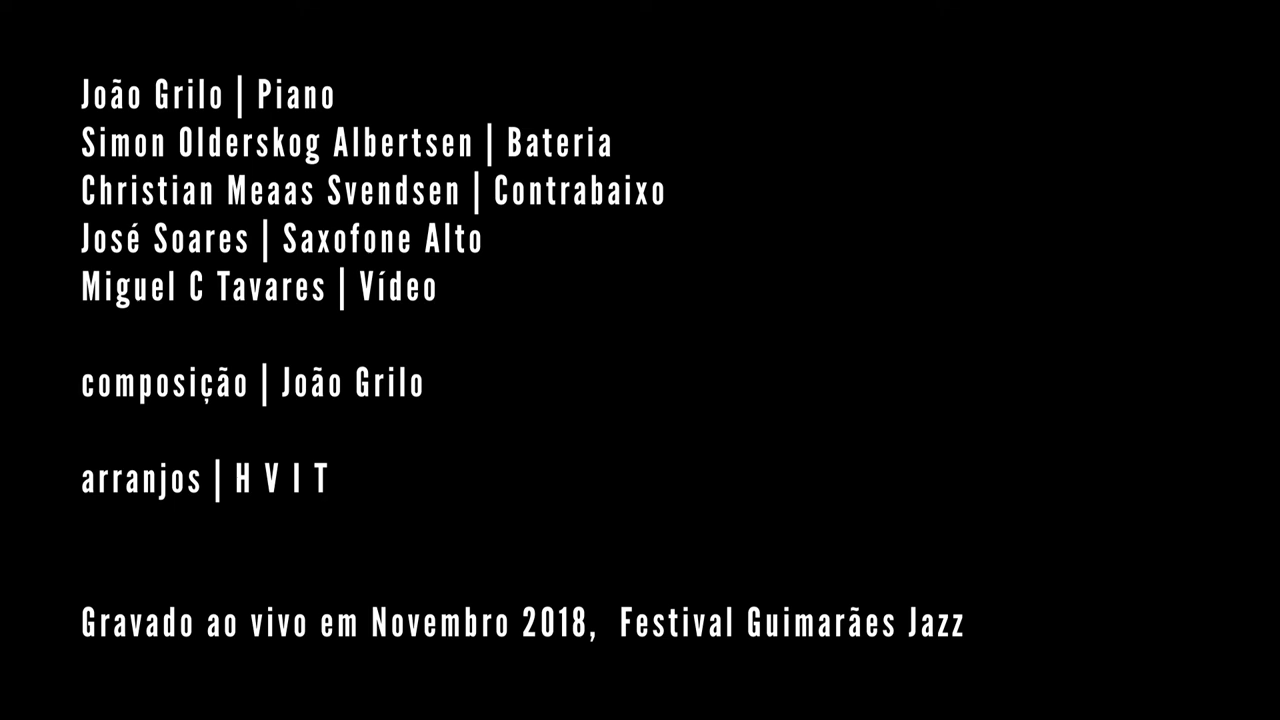 João Grilo | Piano
Simon Olderskog Albertsen | Bateria
Christian Meaas Svendsen | Contrabaixo
José Soares | Saxofone Alto
Miguel C Tavares | Vídeo
composição | João Grilo
arranjos | H V I T
Gravado ao vivo em Novembro 2018,  Festival Guimarães Jazz